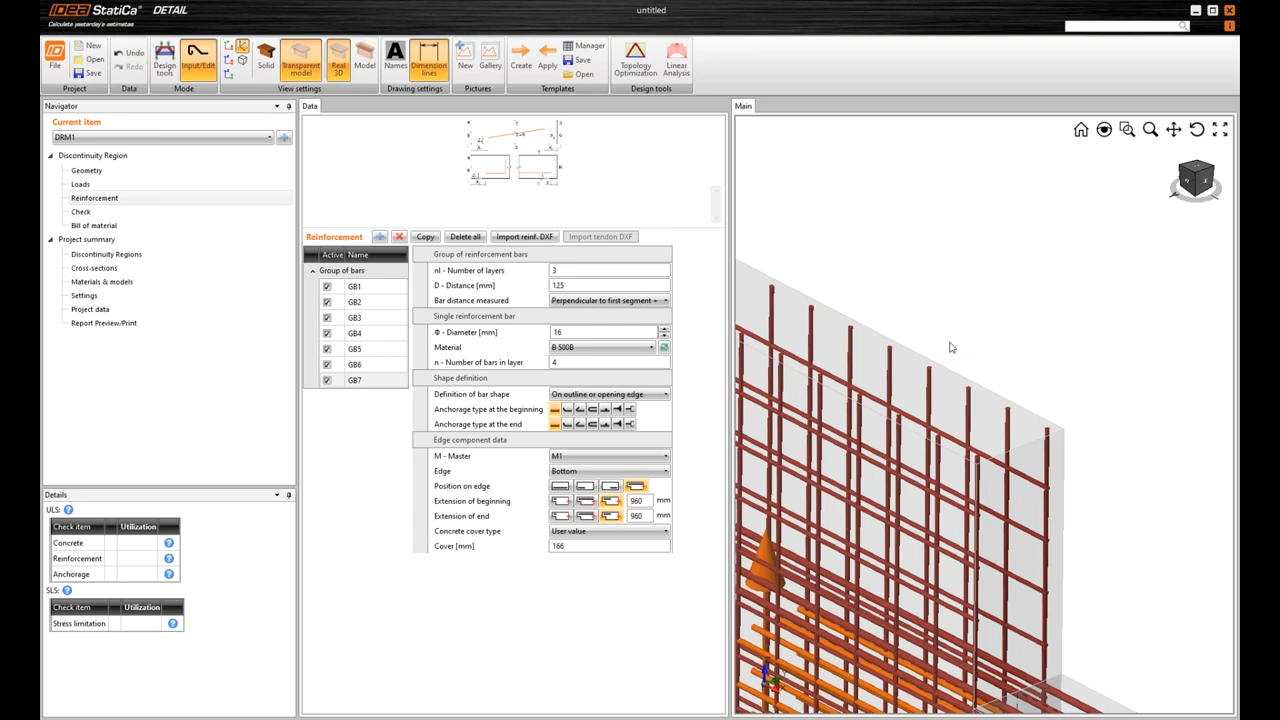 IDEA StatiCa® DETAIL
Calculate yesterday's estimates
untitled
File
New
Open
Save
Project
Undo
Redo
Data
Design tools
Input/Edit
Mode
Solid
Transparent model
Real 3D
Model
View settings
Names
Dimension lines
Drawing settings
New
Gallery
Pictures
Create
Apply
Manager
Save
Open
Templates
Topology Optimization
Linear Analysis
Design tools
Navigator
Current item
DRM1
Discontinuity Region
Geometry
Loads
Reinforcement
Check
Bill of material
Project summary
Discontinuity Regions
Cross-sections
Materials & models
Settings
Project data
Report Preview/Print
Details
ULS:
Check item Utilization
Concrete
Reinforcement
Anchorage
SLS:
Check item Utilization
Stress limitation
Data
Reinforcement Copy Delete all Import reinf. DXF Import tendon DXF
Active Name
Group of bars
GB1
GB2
GB3
GB4
GB5
GB6
GB7
Group of reinforcement bars
nl - Number of layers 3
D - Distance [mm] 125
Bar distance measured Perpendicular to first segment
Single reinforcement bar
Φ - Diameter [mm] 16
Material B 500B
n - Number of bars in layer 4
Shape definition
Definition of bar shape On outline or opening edge
Anchorage type at the beginning
Anchorage type at the end
Edge component data
M - Master M1
Edge Bottom
Position on edge
Extension of beginning 960 mm
Extension of end 960 mm
Concrete cover type User value
Cover [mm] 166
Main